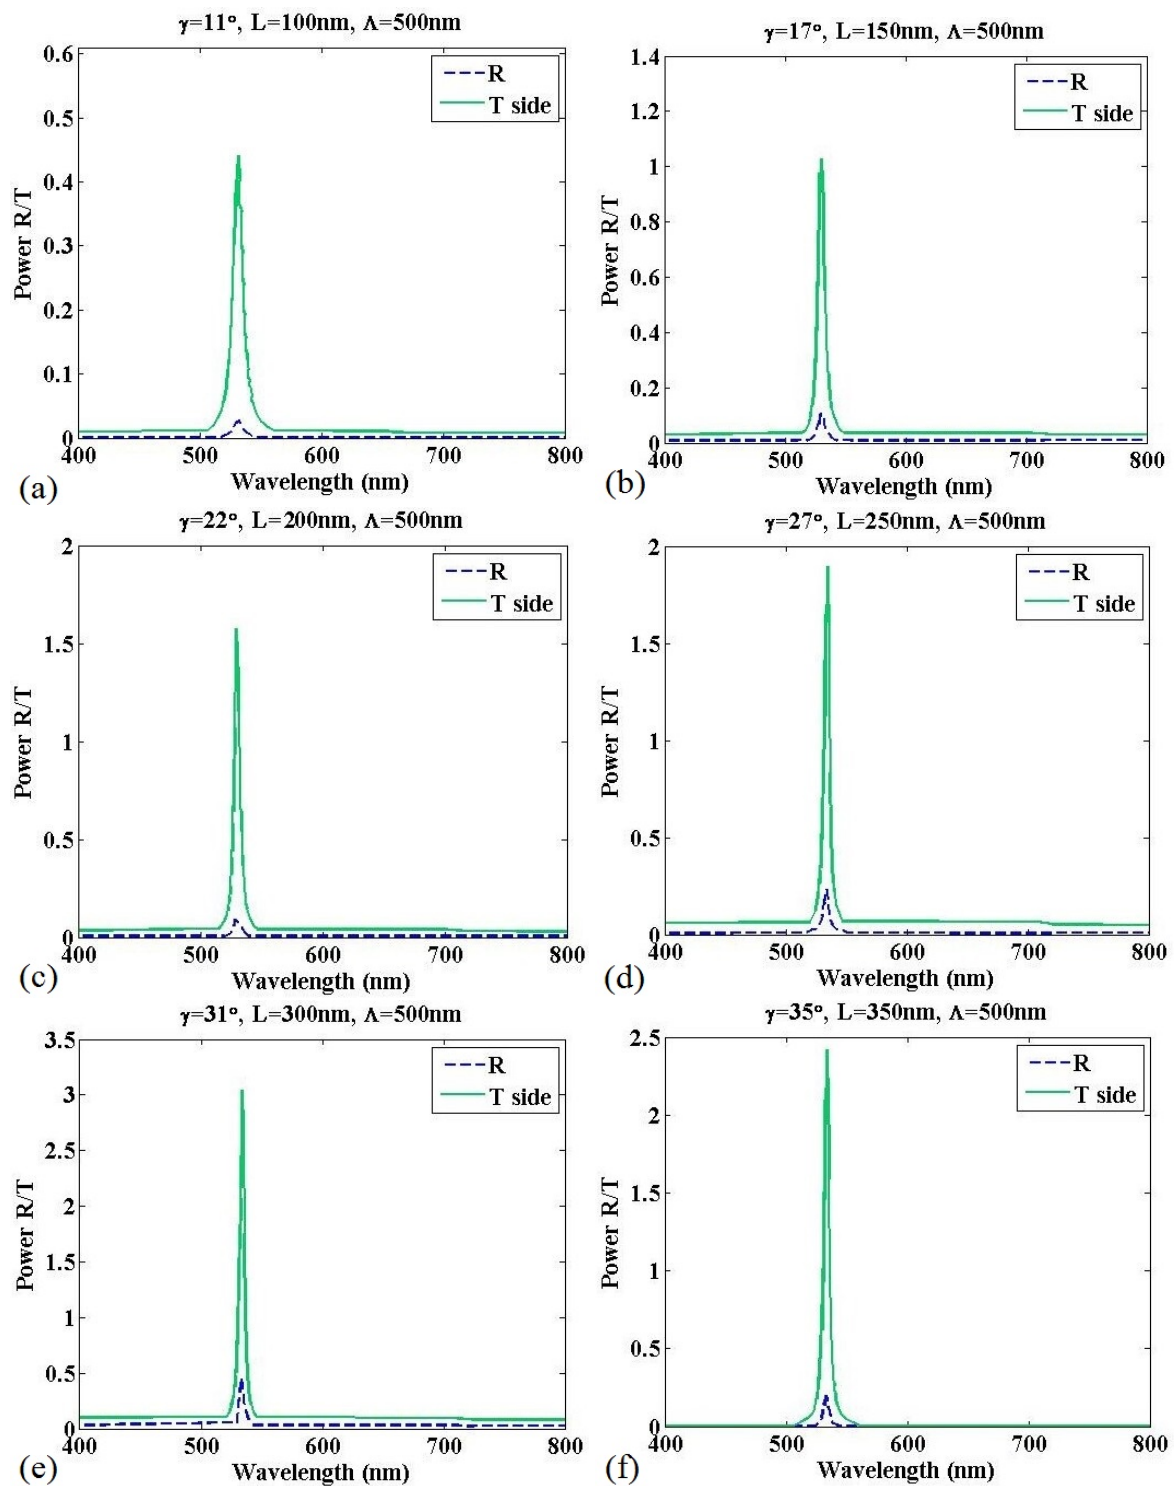 γ=11°, L=100nm, Λ=500nm
0.6
0.5
0.4
0.3
0.2
0.1
0
Power R/T
R
T side
400 500 600 700 800
Wavelength (nm)
(a)
γ=17°, L=150nm, Λ=500nm
1.4
1.2
1
0.8
0.6
0.4
0.2
0
Power R/T
R
T side
400 500 600 700 800
Wavelength (nm)
(b)
γ=22°, L=200nm, Λ=500nm
2
1.5
1
0.5
0
Power R/T
R
T side
400 500 600 700 800
Wavelength (nm)
(c)
γ=27°, L=250nm, Λ=500nm
2
1.5
1
0.5
0
Power R/T
R
T side
400 500 600 700 800
Wavelength (nm)
(d)
γ=31°, L=300nm, Λ=500nm
3.5
3
2.5
2
1.5
1
0.5
0
Power R/T
R
T side
400 500 600 700 800
Wavelength (nm)
(e)
γ=35°, L=350nm, Λ=500nm
2.5
2
1.5
1
0.5
0
Power R/T
R
T side
400 500 600 700 800
Wavelength (nm)
(f)